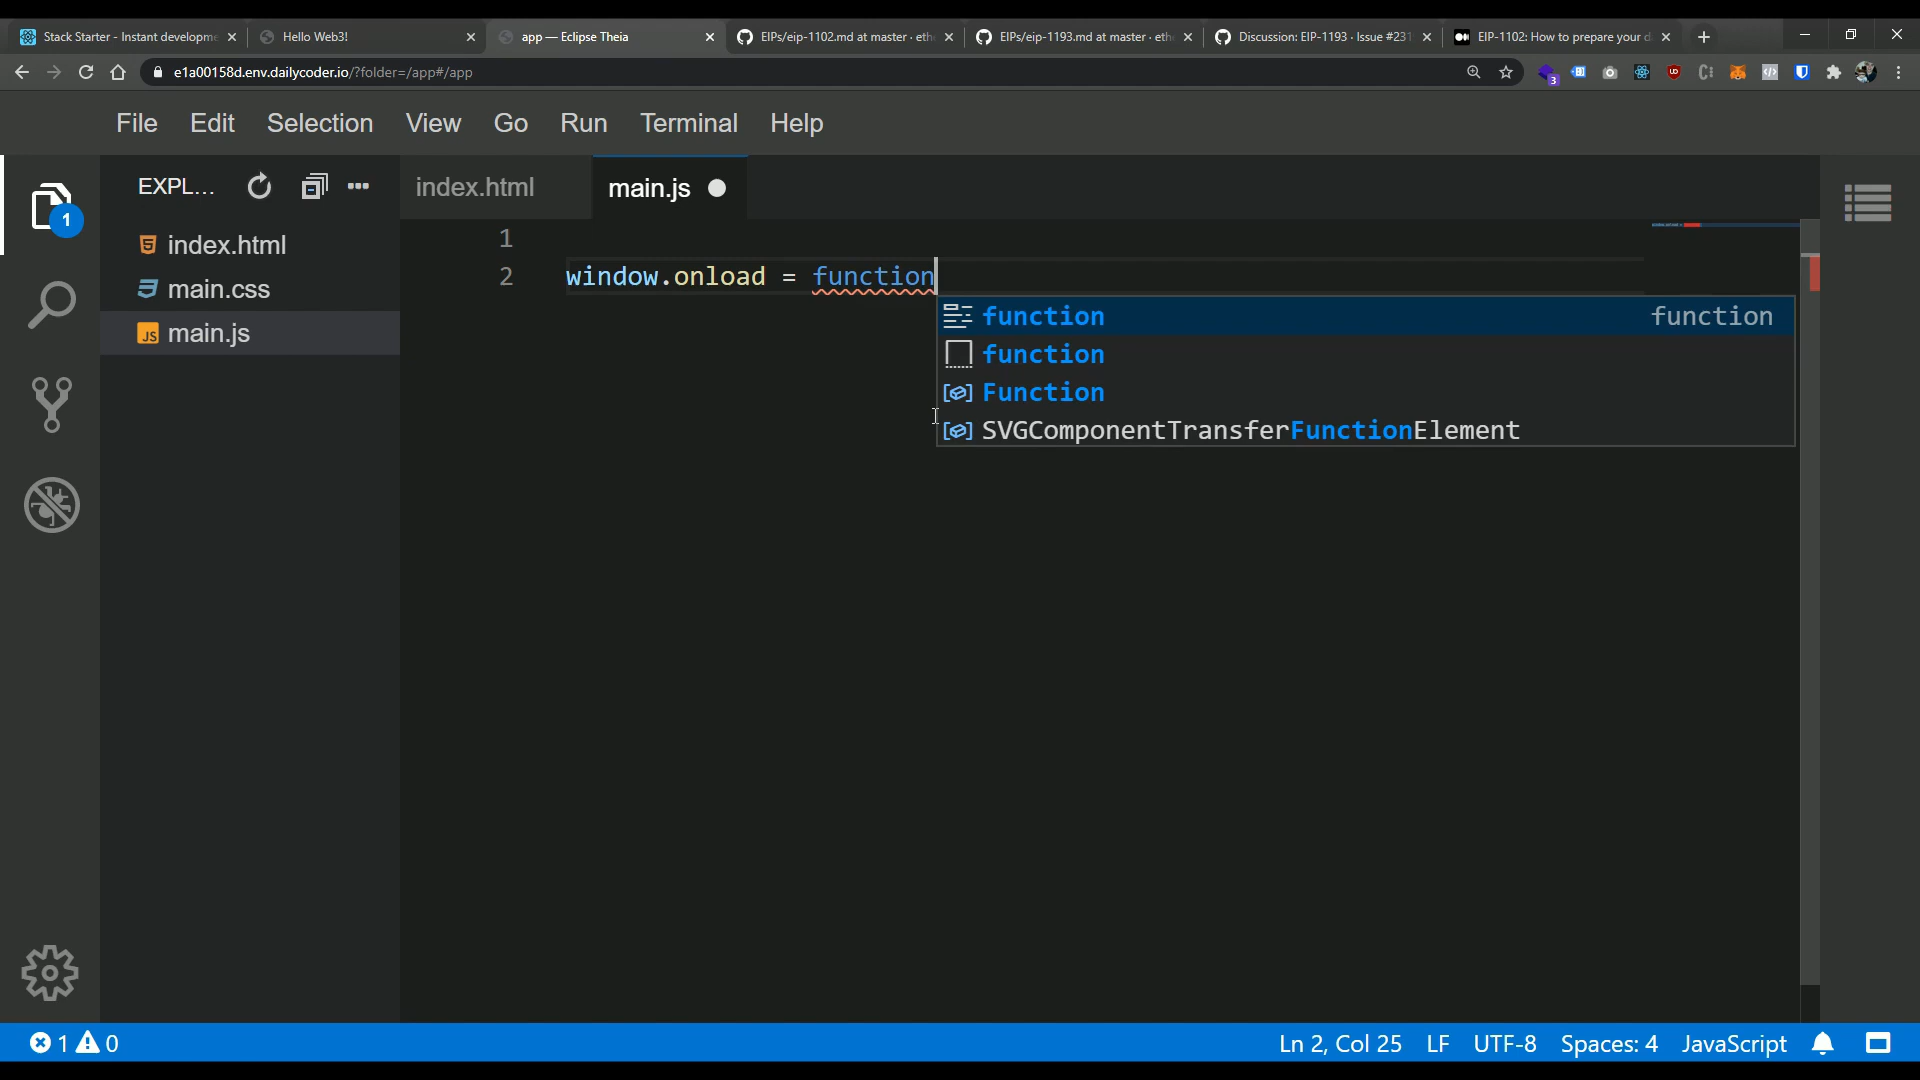 Stack Starter - Instant developme
Hello Web3!
app — Eclipse Theia
EIPs/eip-1102.md at master · eth
EIPs/eip-1193.md at master · eth
Discussion: EIP-1193 · Issue #231
EIP-1102: How to prepare your d
e1a00158d.env.dailycoder.io/?folder=/app#/app
3
File Edit Selection View Go Run Terminal Help
EXPL...
index.html
main.js
1
index.html
main.css
JS main.js
1
2 window.onload = function
function function
function
Function
SVGComponentTransferFunctionElement
1 0
Ln 2, Col 25 LF UTF-8 Spaces: 4 JavaScript